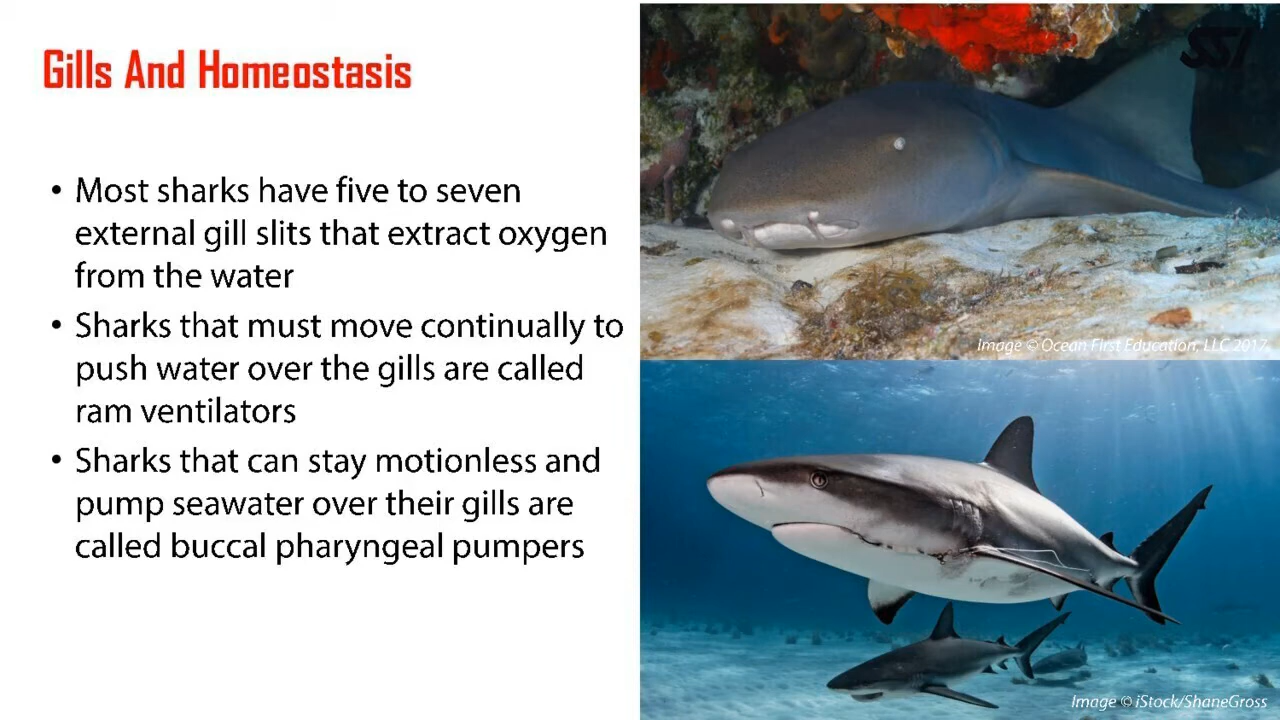 Gills And Homeostasis
• Most sharks have five to seven
external gill slits that extract oxygen
from the water
• Sharks that must move continually to
push water over the gills are called
ram ventilators
• Sharks that can stay motionless and
pump seawater over their gills are
called buccal pharyngeal pumpers
SSI
Image © Ocean First Education, LLC 2017
Image © iStock/ShaneGross